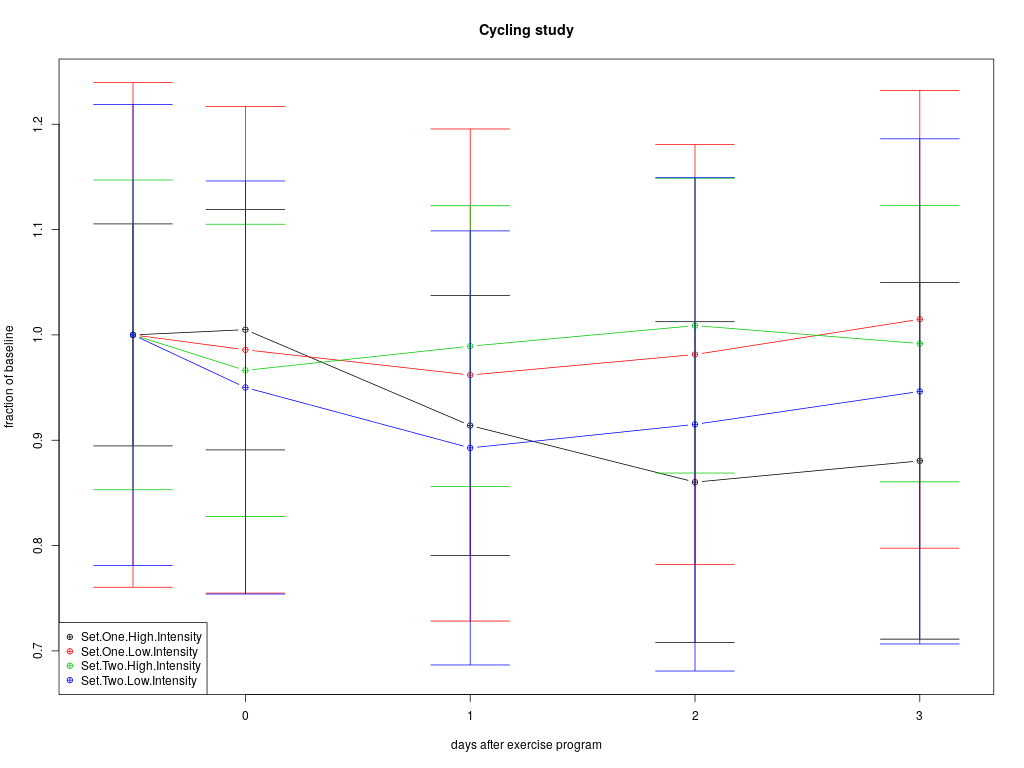 Cycling study
fraction of baseline
1.2
1.1
1.0
0.9
0.8
0.7
Set.One.High.Intensity
Set.One.Low.Intensity
Set.Two.High.Intensity
Set.Two.Low.Intensity
0 1 2 3
days after exercise program